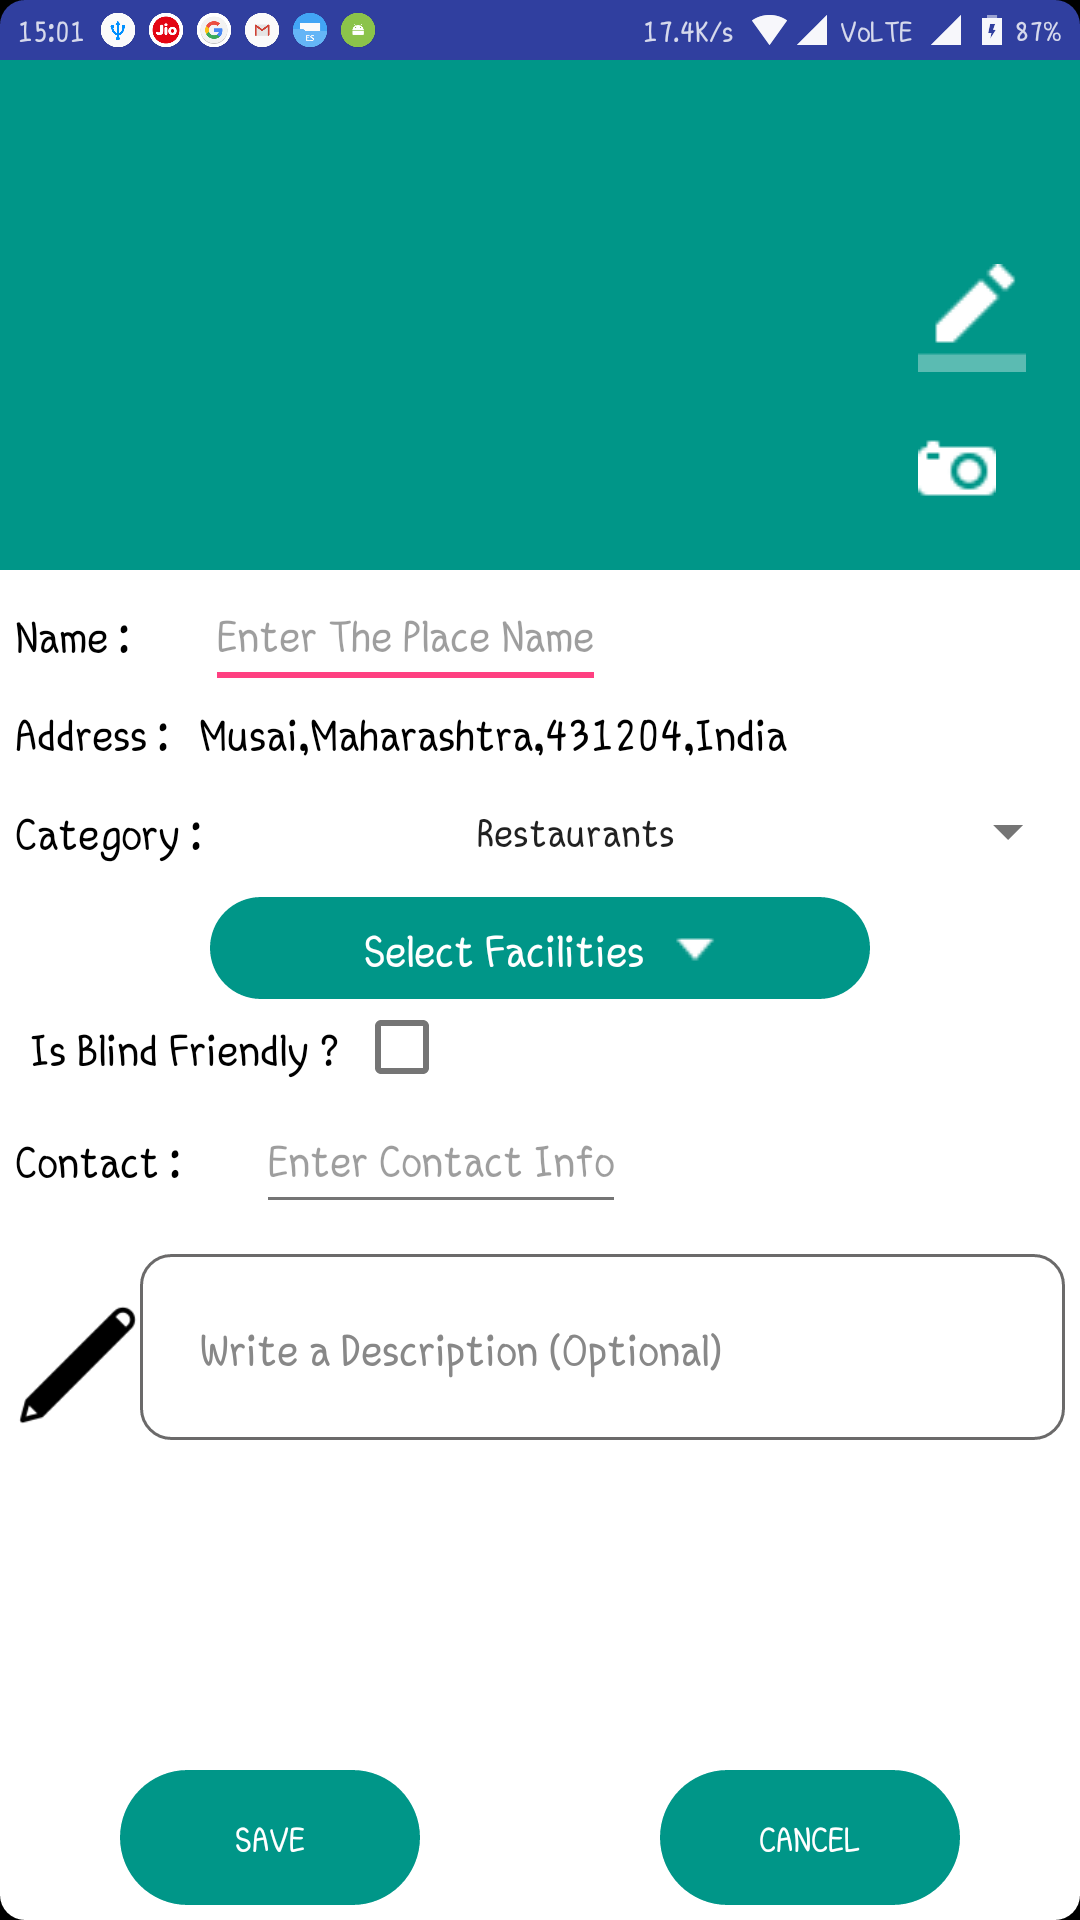 15:01 Jio G ES 17.4K/s VoLTE 87%
Name : Enter The Place Name
Address : Musai,Maharashtra,431204,India
Category : Restaurants
Select Facilities
Is Blind Friendly ?
Contact : Enter Contact Info
Write a Description (Optional)
SAVE CANCEL